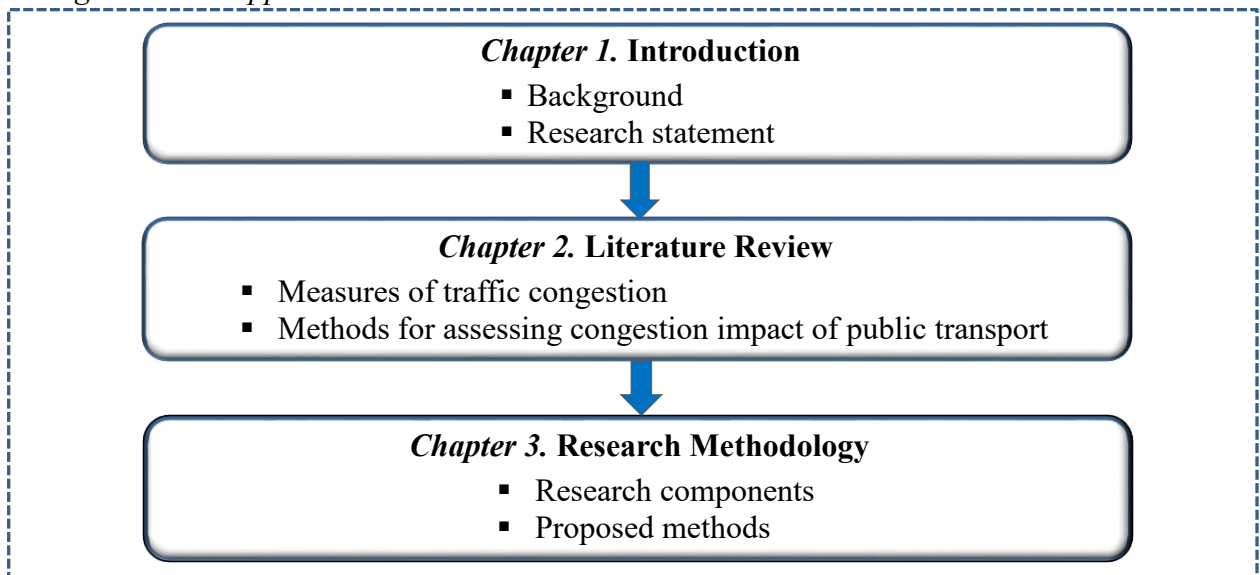 Chapter 1. Introduction
▪ Background
▪ Research statement
Chapter 2. Literature Review
▪ Measures of traffic congestion
▪ Methods for assessing congestion impact of public transport
Chapter 3. Research Methodology
▪ Research components
▪ Proposed methods